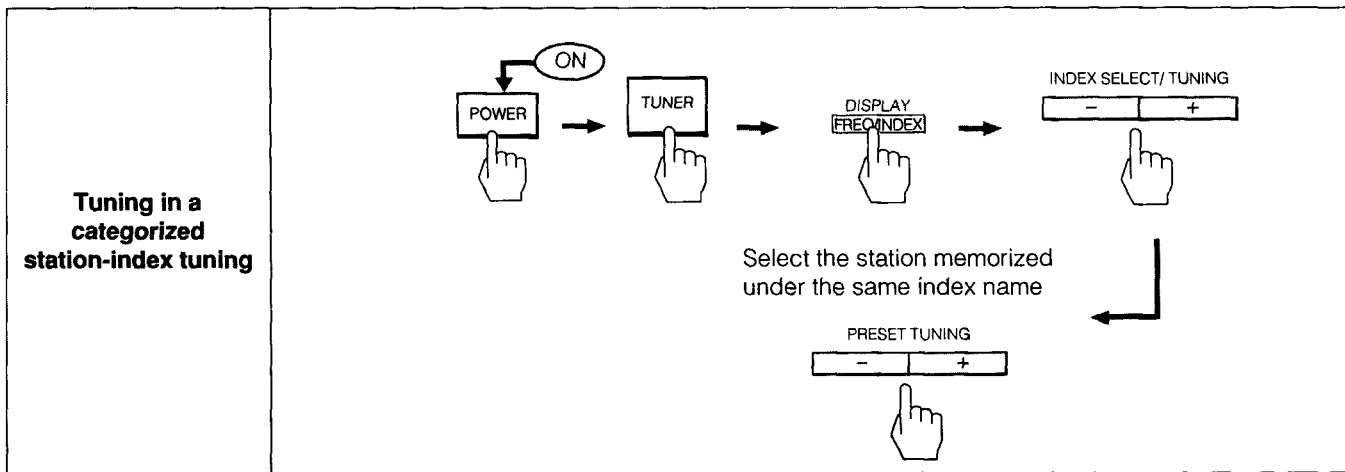 Tuning in a
categorized
station-index tuning
ON
POWER
TUNER
DISPLAY
FREQ/INDEX
INDEX SELECT/ TUNING
− +
Select the station memorized
under the same index name
PRESET TUNING
− +